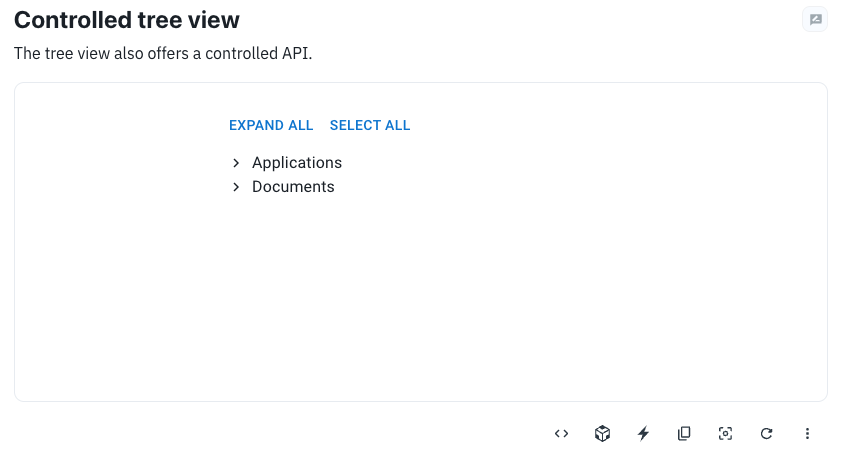 Controlled tree view
The tree view also offers a controlled API.
EXPAND ALL SELECT ALL
Applications
Documents